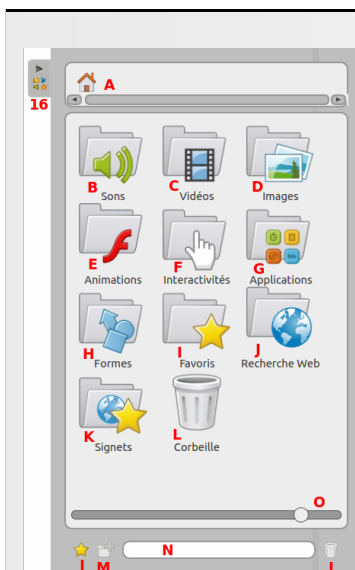 A
16
B C D
Sons Vidéos Images
E F G
Animations Interactivités Applications
H I J
Formes Favoris Recherche Web
K L
Signets Corbeille
O
N
I M L